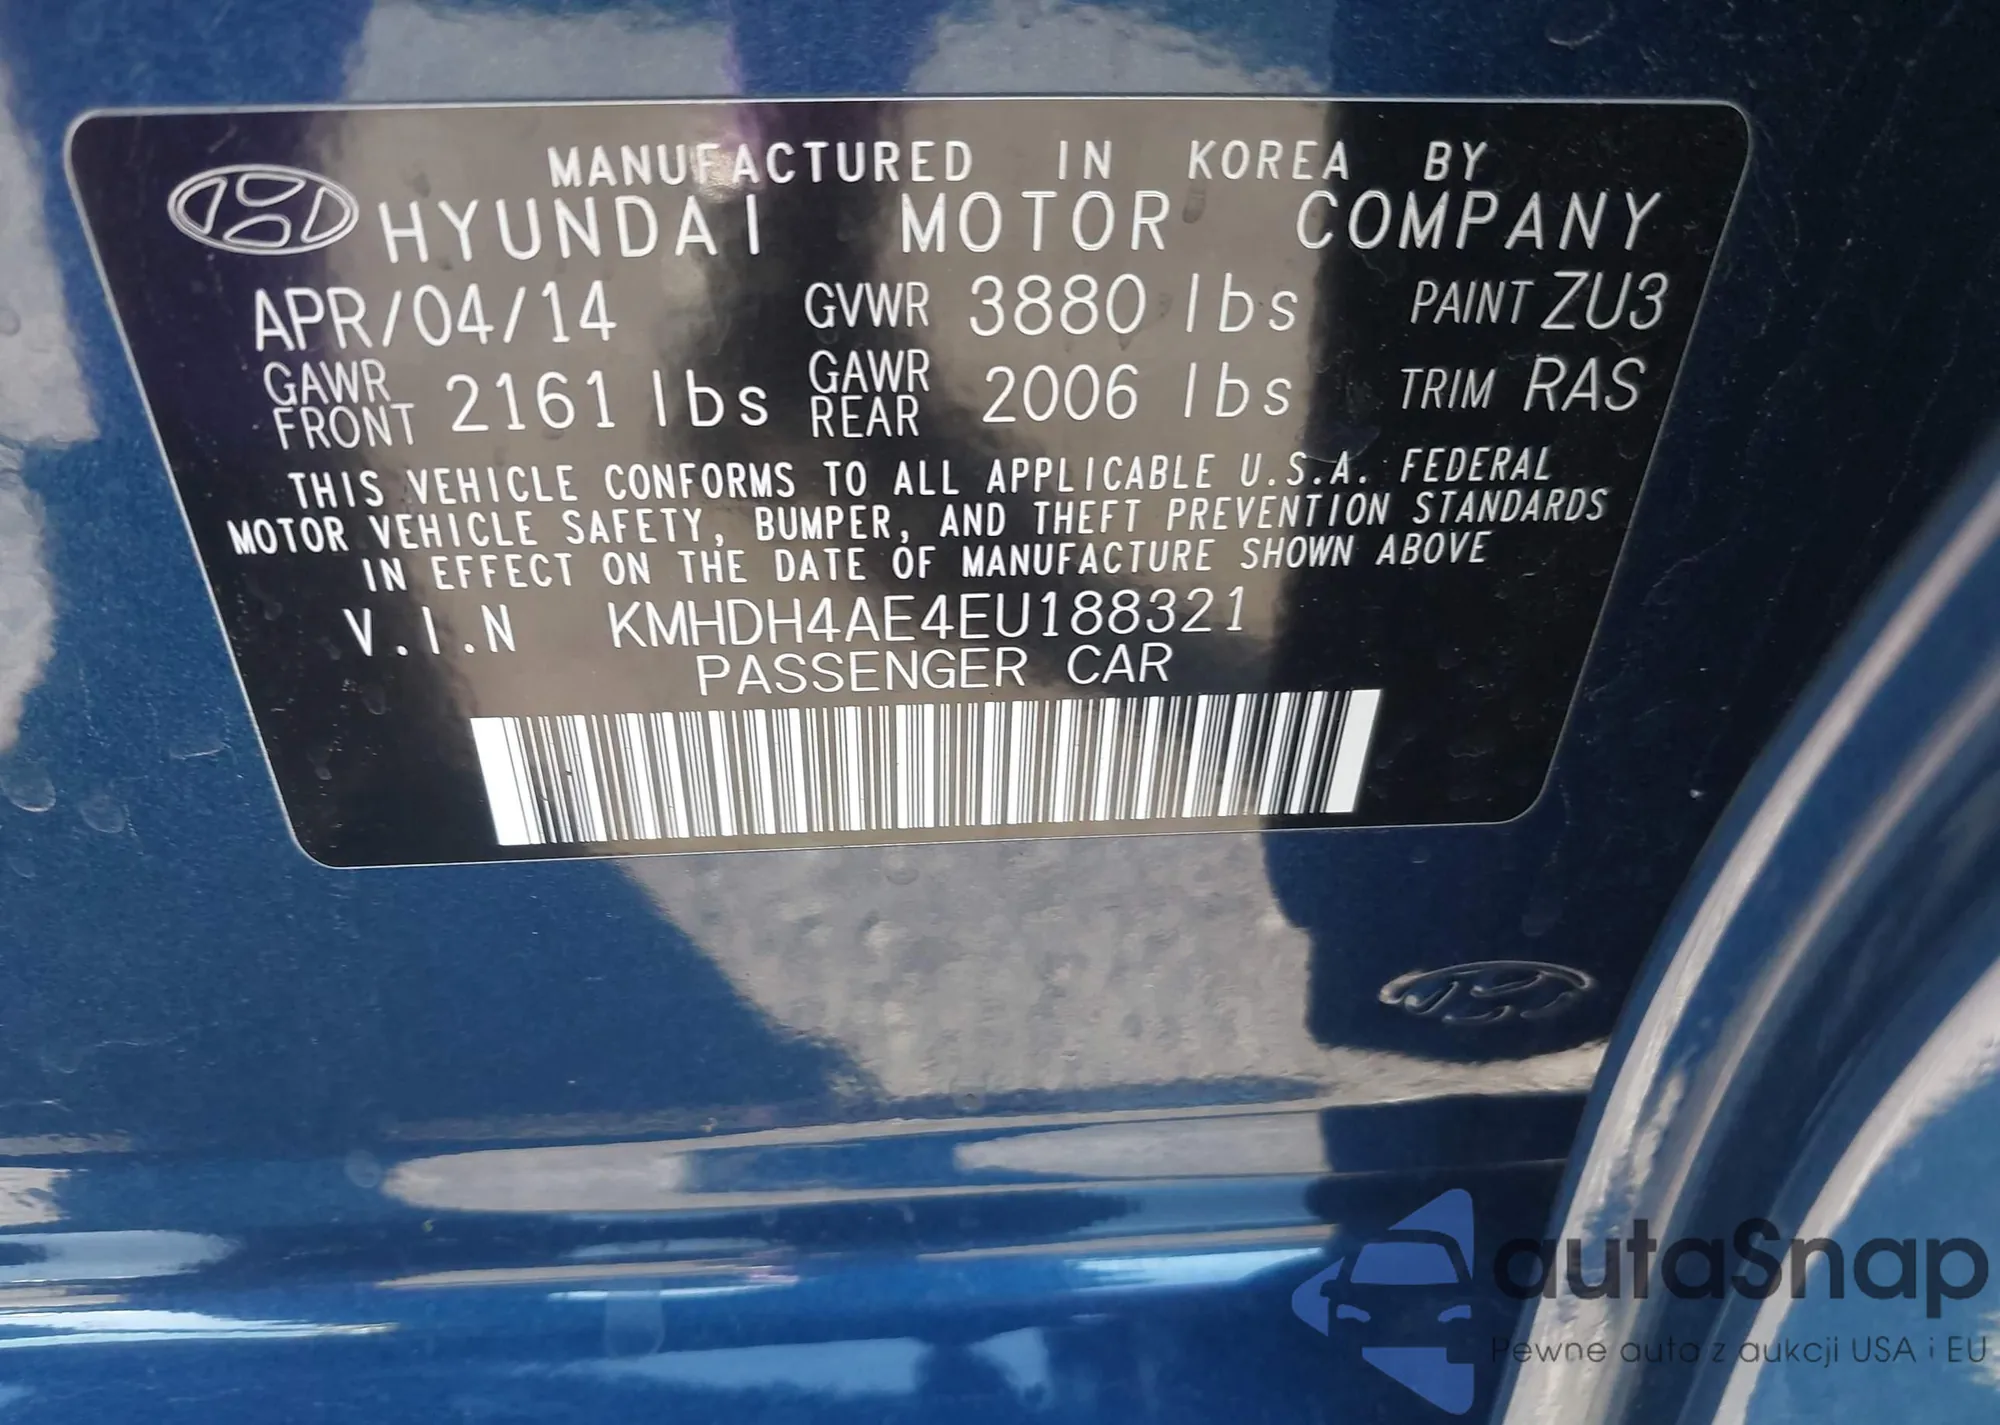 MANUFACTURED IN KOREA BY
HYUNDAI MOTOR COMPANY
APR/04/14 GVWR 3880 lbs PAINT ZU3
GAWR FRONT 2161 lbs GAWR REAR 2006 lbs TRIM RAS
THIS VEHICLE CONFORMS TO ALL APPLICABLE U.S.A. FEDERAL
MOTOR VEHICLE SAFETY, BUMPER, AND THEFT PREVENTION STANDARDS
IN EFFECT ON THE DATE OF MANUFACTURE SHOWN ABOVE
V.I.N KMHDH4AE4EU188321
PASSENGER CAR
autaSnap
Pewne auta z aukcji USA i EU